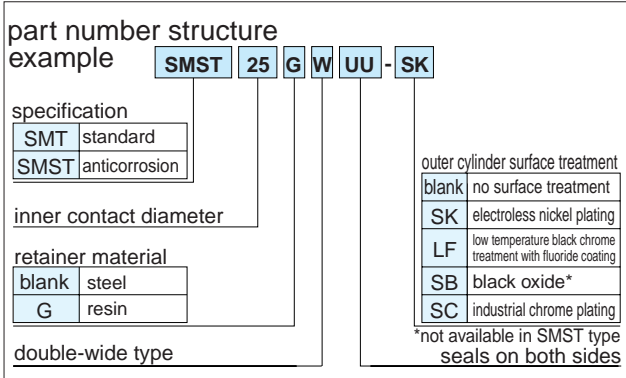 part number structure
example SMST 25 G W UU - SK
specification
SMT standard
SMST anticorrosion
inner contact diameter
retainer material
blank steel
G resin
double-wide type
outer cylinder surface treatment
blank no surface treatment
SK electroless nickel plating
LF low temperature black chrome
treatment with fluoride coating
SB black oxide*
SC industrial chrome plating
*not available in SMST type
seals on both sides